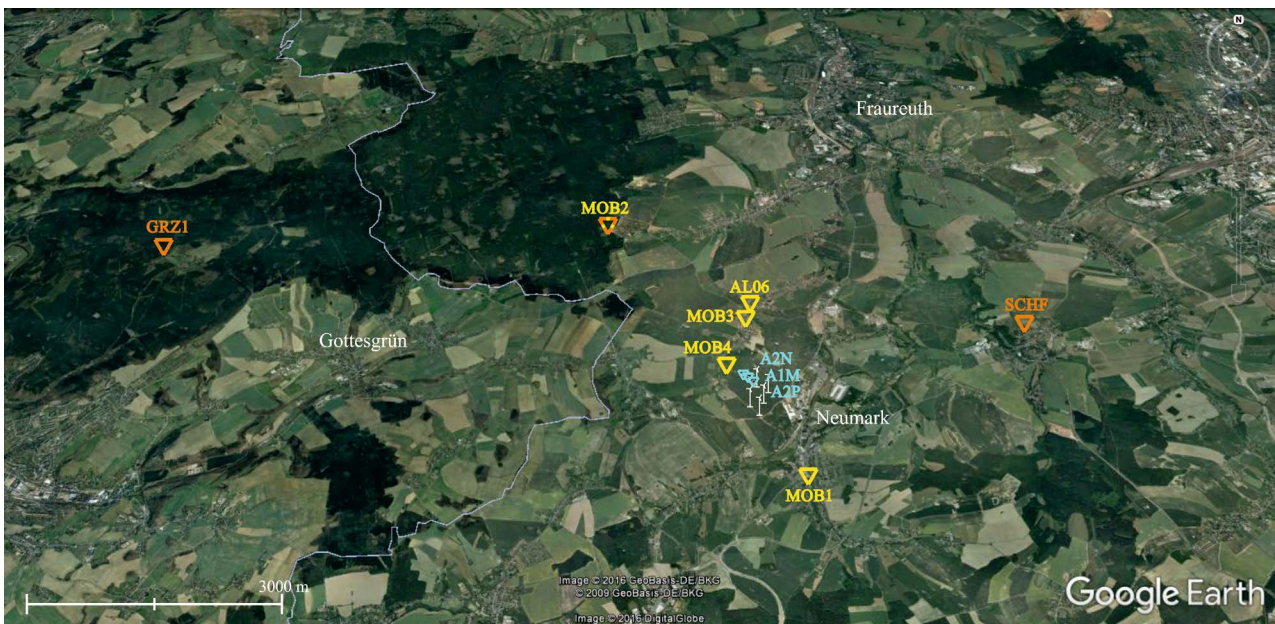 N
Fraureuth
MOB2
GRZ1
AL06
SCHF
MOB3
Gottesgrün
MOB4
A2N
A1M
A2P
Neumark
MOB1
3000 m
Image © 2016 GeoBasis-DE/BKG
© 2009 GeoBasis-DE/BKG
Image © 2016 DigitalGlobe
Google Earth